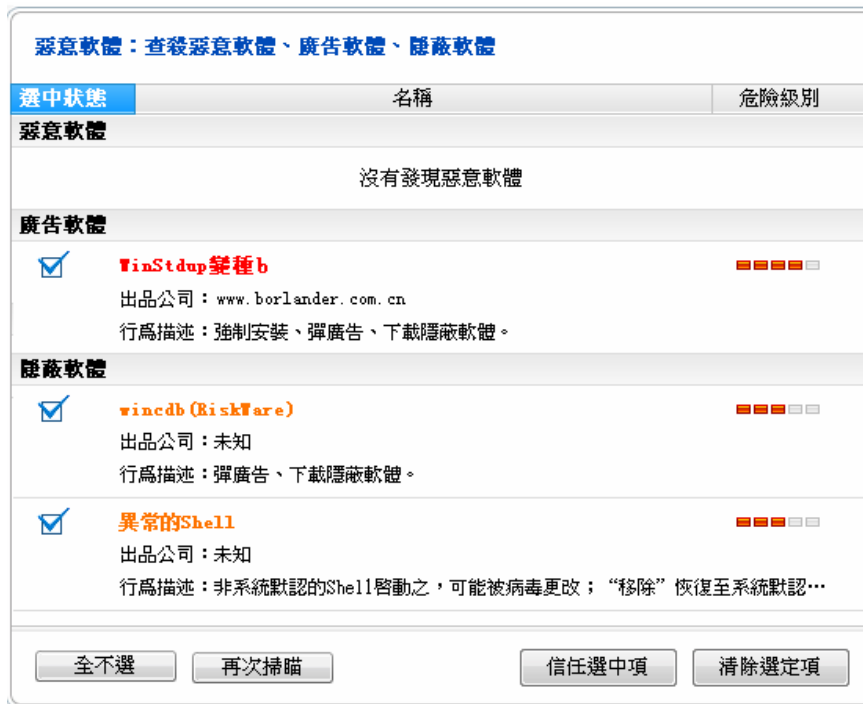 惡意軟體：查殺惡意軟體、廣告軟體、隱蔽軟體
選中狀態 名稱 危險級別
惡意軟體
沒有發現惡意軟體
廣告軟體
WinStdup變種b
出品公司：www.borlander.com.cn
行爲描述：強制安裝、彈廣告、下載隱蔽軟體。
隱蔽軟體
wincdb(RiskWare)
出品公司：未知
行爲描述：彈廣告、下載隱蔽軟體。
異常的Shell
出品公司：未知
行爲描述：非系統默認的Shell啓動之，可能被病毒更改；“移除”恢復至系統默認…
全不選 再次掃瞄 信任選中項 清除選定項